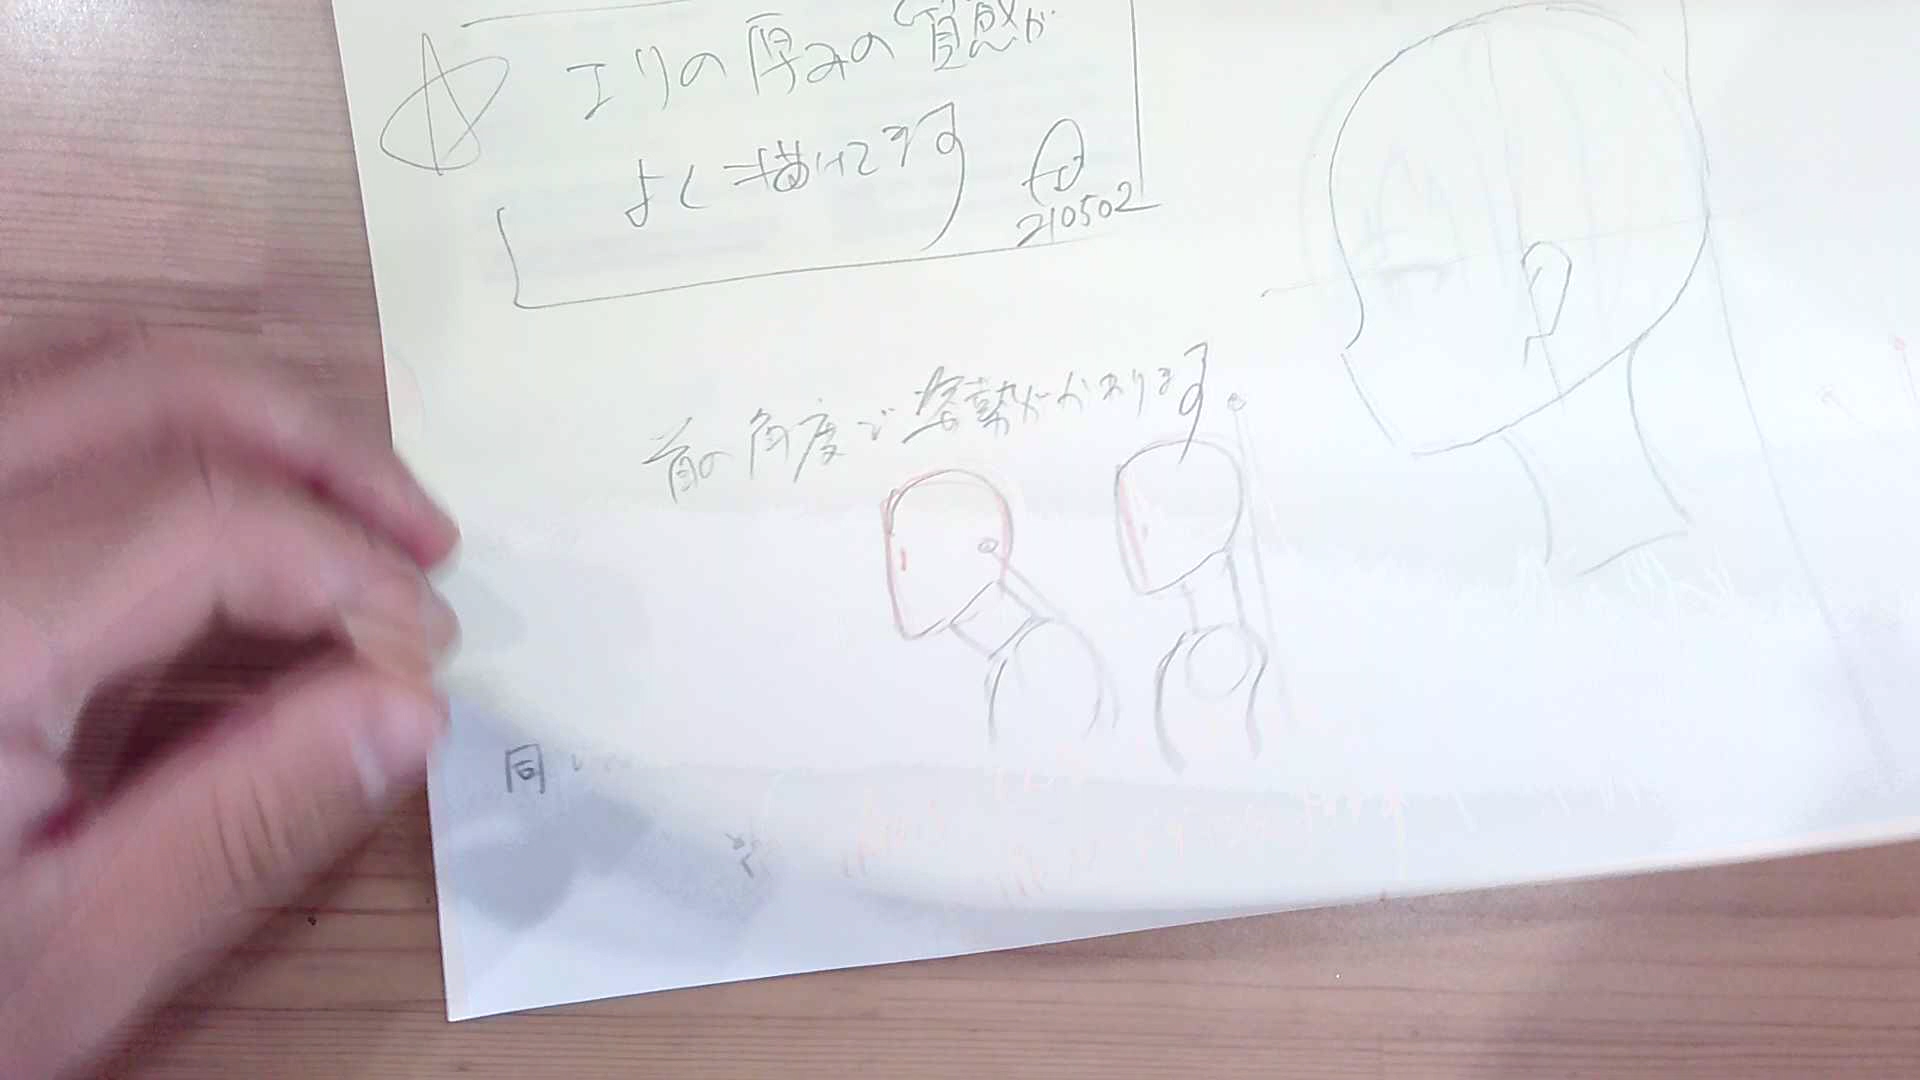 エリの厚みの質感が
よく描けてます
210502
首の角度で姿勢がかわります
同